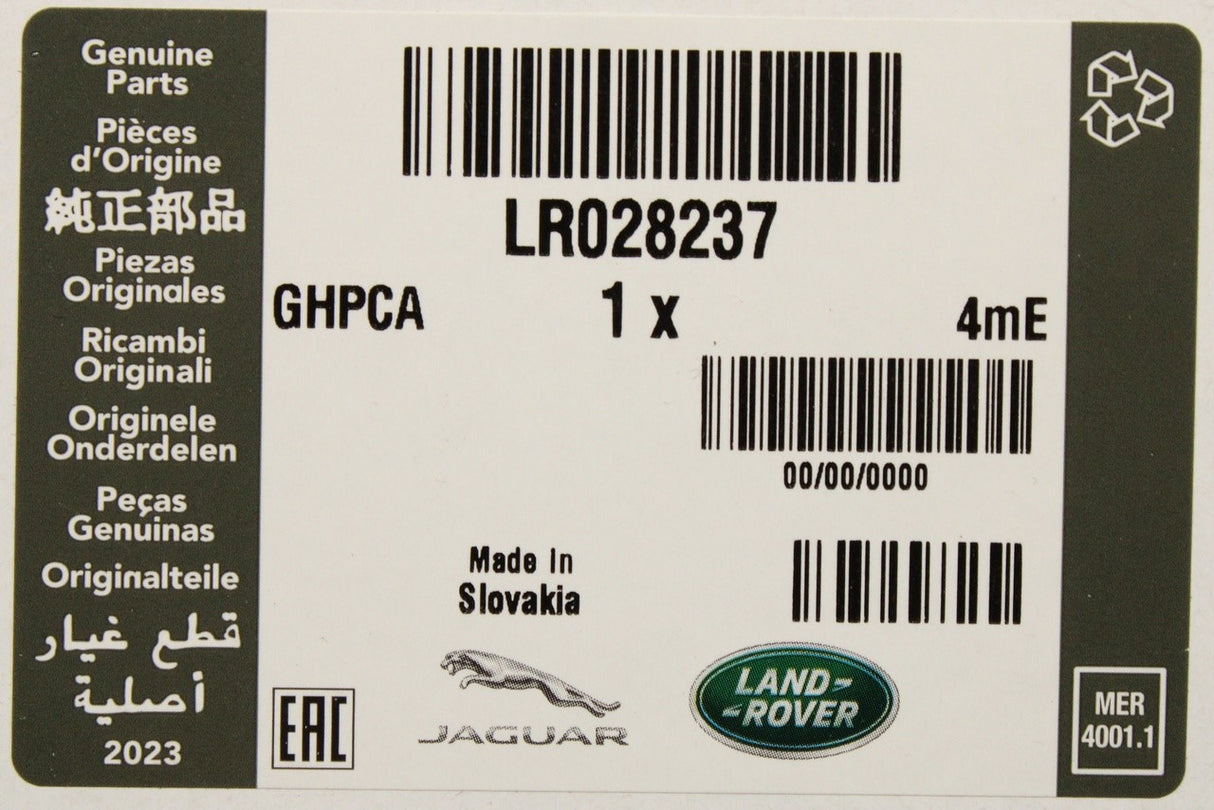 Genuine
Parts
Pièces
d'Origine
純正部品
Piezas
Originales
Ricambi
Originali
Originele
Onderdelen
Peças
Genuinas
Originalteile
قطع غيار
أصلية
2023
LR028237
GHPCA
1 x
4mE
00/00/0000
Made In
Slovakia
EAC
JAGUAR
LAND
ROVER
MER
4001.1